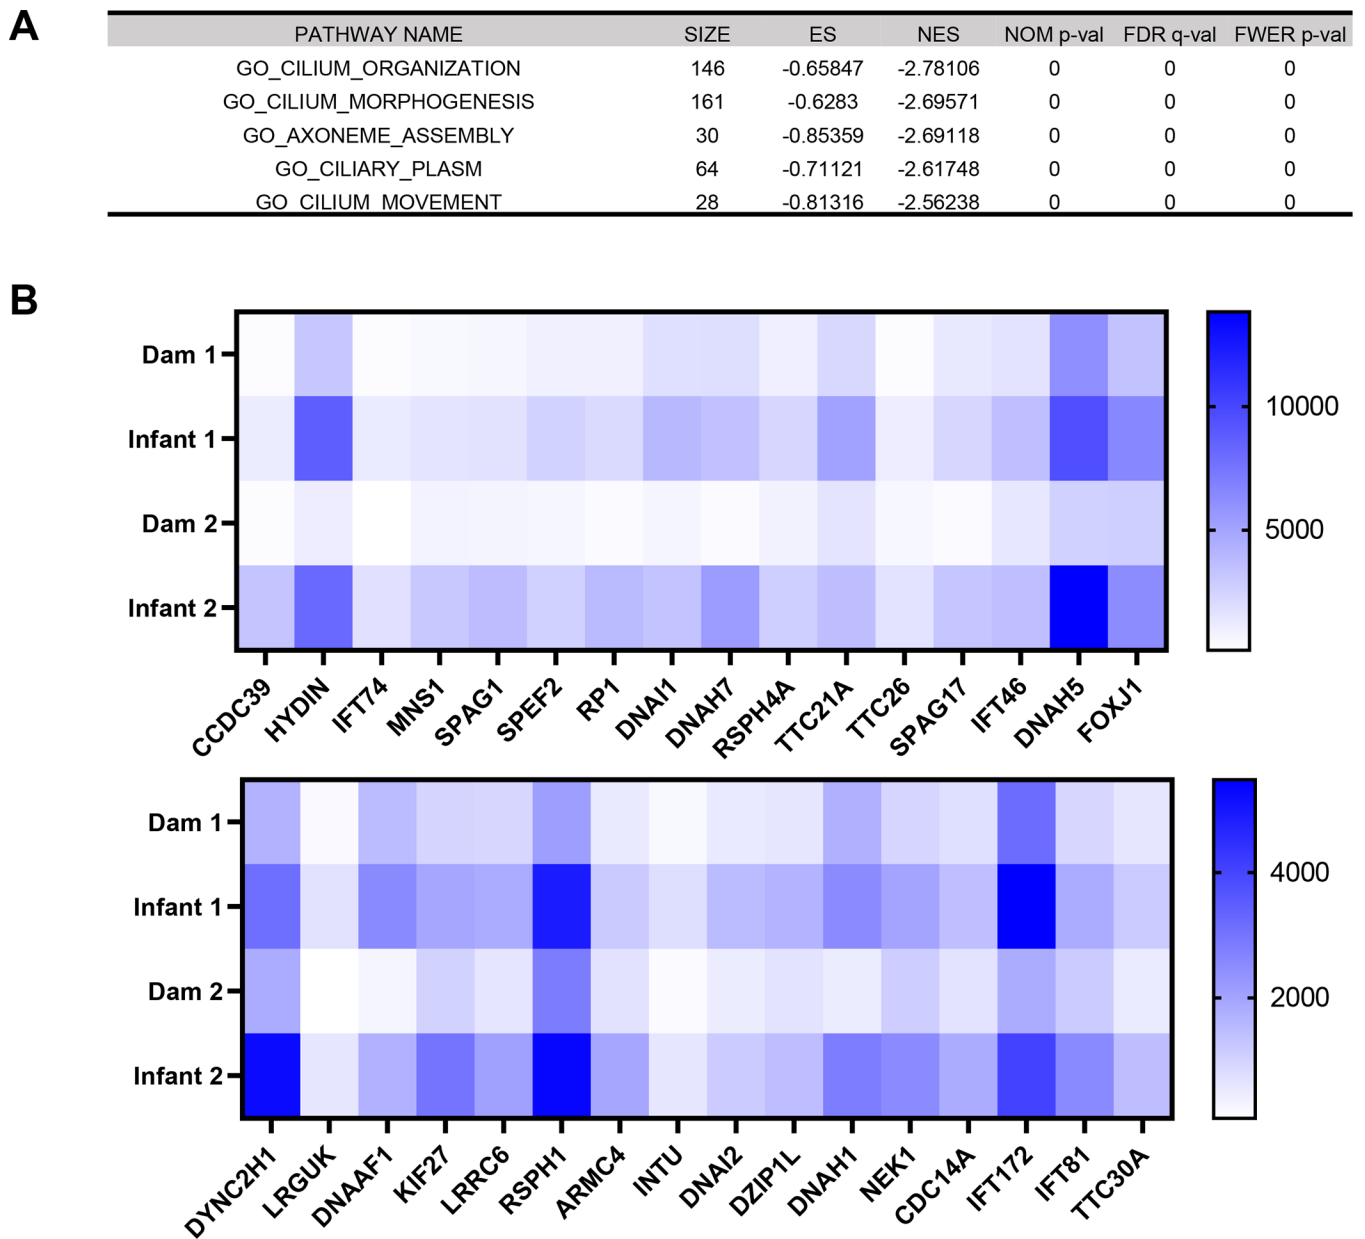 A
PATHWAY NAME SIZE ES NES NOM p-val FDR q-val FWER p-val
GO_CILIUM_ORGANIZATION 146 -0.65847 -2.78106 0 0 0
GO_CILIUM_MORPHOGENESIS 161 -0.6283 -2.69571 0 0 0
GO_AXONEME_ASSEMBLY 30 -0.85359 -2.69118 0 0 0
GO_CILIARY_PLASM 64 -0.71121 -2.61748 0 0 0
GO_CILIUM_MOVEMENT 28 -0.81316 -2.56238 0 0 0
B
Dam 1
Infant 1
Dam 2
Infant 2
10000
5000
CCDC39 HYDIN IFT74 MNS1 SPAG1 SPEF2 RP1 DNAI1 DNAH7 RSPH4A TTC21A TTC26 SPAG17 IFT46 DNAH5 FOXJ1
Dam 1
Infant 1
Dam 2
Infant 2
4000
2000
DYNC2H1 LRGUK DNAAF1 KIF27 LRRC6 RSPH1 ARMC4 INTU DNAI2 DZIP1L DNAH1 NEK1 CDC14A IFT172 IFT81 TTC30A